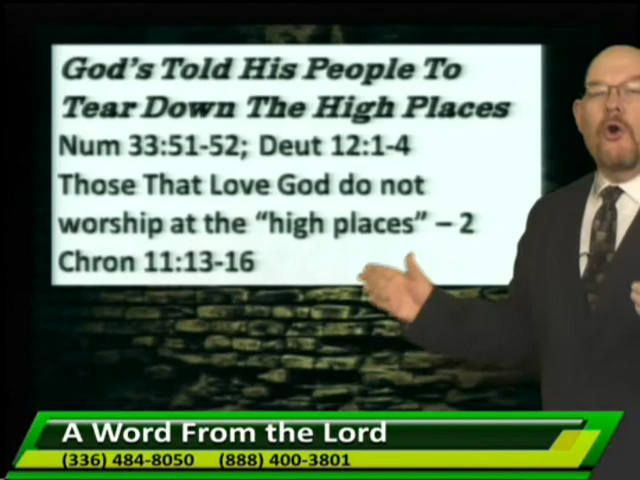 God's Told His People To
Tear Down The High Places
Num 33:51-52; Deut 12:1-4
Those That Love God do not
worship at the “high places” – 2
Chron 11:13-16
A Word From the Lord
(336) 484-8050 (888) 400-3801